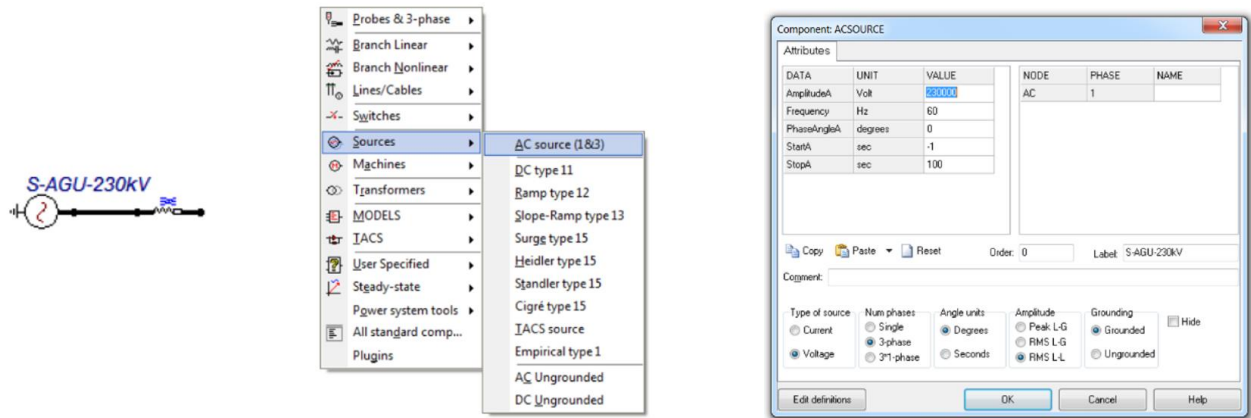 S-AGU-230kV
Probes & 3-phase
Branch Linear
Branch Nonlinear
Lines/Cables
Switches
Sources
Machines
Transformers
MODELS
TACS
User Specified
Steady-state
Power system tools
All standard comp...
Plugins
AC source (1&3)
DC type 11
Ramp type 12
Slope-Ramp type 13
Surge type 15
Heidler type 15
Standler type 15
Cigré type 15
TACS source
Empirical type 1
AC Ungrounded
DC Ungrounded
Component: ACSOURCE
Attributes
DATA UNIT VALUE NODE PHASE NAME
AmplitudeA Volt 230000 AC 1
Frequency Hz 60
PhaseAngleA degrees 0
StartA sec -1
StopA sec 100
Copy Paste Reset Order: 0 Label: S-AGU-230kV
Comment:
Type of source Num phases Angle units Amplitude Grounding
Current Single Degrees Peak L-G Grounded Hide
3-phase RMS L-G
Voltage 3*1-phase Seconds RMS L-L Ungrounded
Edit definitions OK Cancel Help